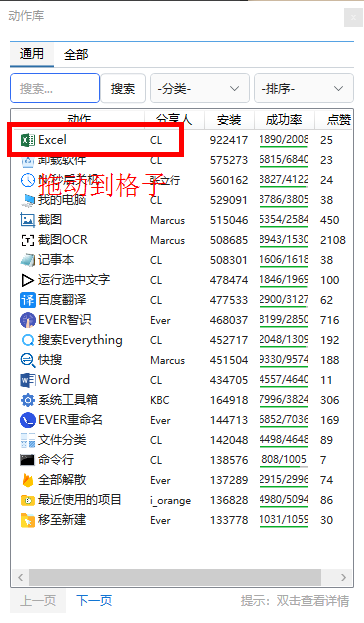 动作库
通用 全部
搜索... 搜索 -分类- -排序-
动作 分享人 安装 成功率 点赞
Excel CL 922417 1890/2008 25
卸载软件 CL 575273 5815/6840 23
拖动到格子
560162 3827/4122 24
我的电脑 CL 529091 3786/3805 38
截图 Marcus 515046 5354/2584 450
截图OCR Marcus 508685 3943/1530 2108
记事本 CL 508301 1606/1618 38
运行选中文字 CL 478474 1846/1969 100
百度翻译 CL 477533 2900/3127 62
EVER智识 Ever 468037 3199/2850 716
搜索Everything CL 452717 2048/1309 192
快搜 Marcus 451504 9330/9574 188
Word CL 434705 4557/4640 11
系统工具箱 KBC 164918 7996/3824 306
EVER重命名 Ever 144713 5852/7036 169
文件分类 CL 142048 4498/4648 89
命令行 CL 138576 808/1005 7
全部解散 Ever 137289 2915/2996 74
最近使用的项目 i_orange 136828 4980/5094 86
移至新建 Ever 133778 1031/1059 30
上一页 下一页 提示：双击查看详情